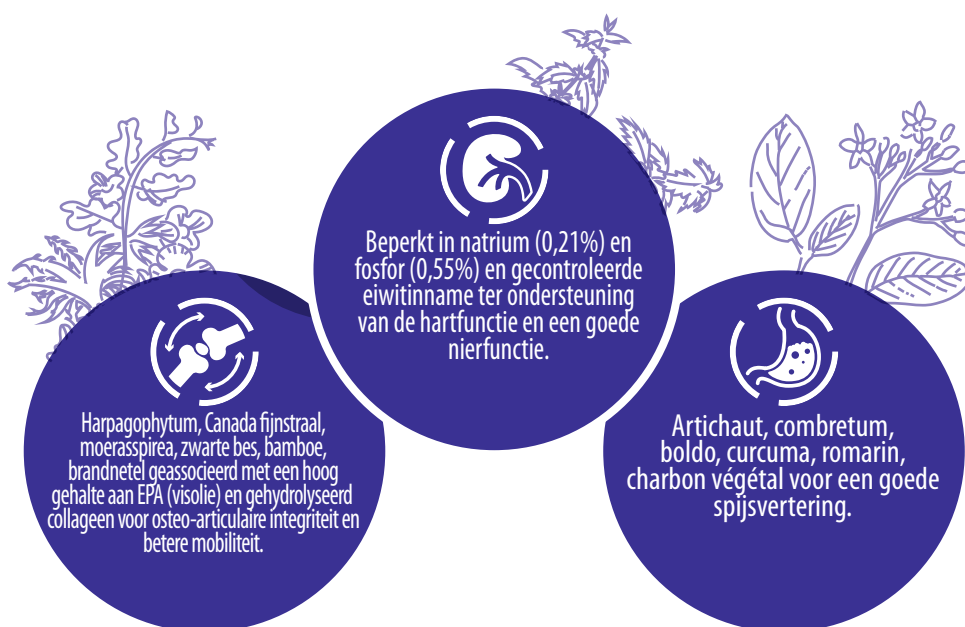 Beperkt in natrium (0,21%) en
fosfor (0,55%) en gecontroleerde
eiwitinname ter ondersteuning
van de hartfunctie en een goede
nierfunctie.
Harpagophytum, Canada fijnstraal,
moerasspirea, zwarte bes, bamboe,
brandnetel geassocieerd met een hoog
gehalte aan EPA (visolie) en gehydrolyseerd
collageen voor osteo-articulaire integriteit en
betere mobiliteit.
Artichaut, combretum,
boldo, curcuma, romarin,
charbon végétal voor een goede
spijsvertering.